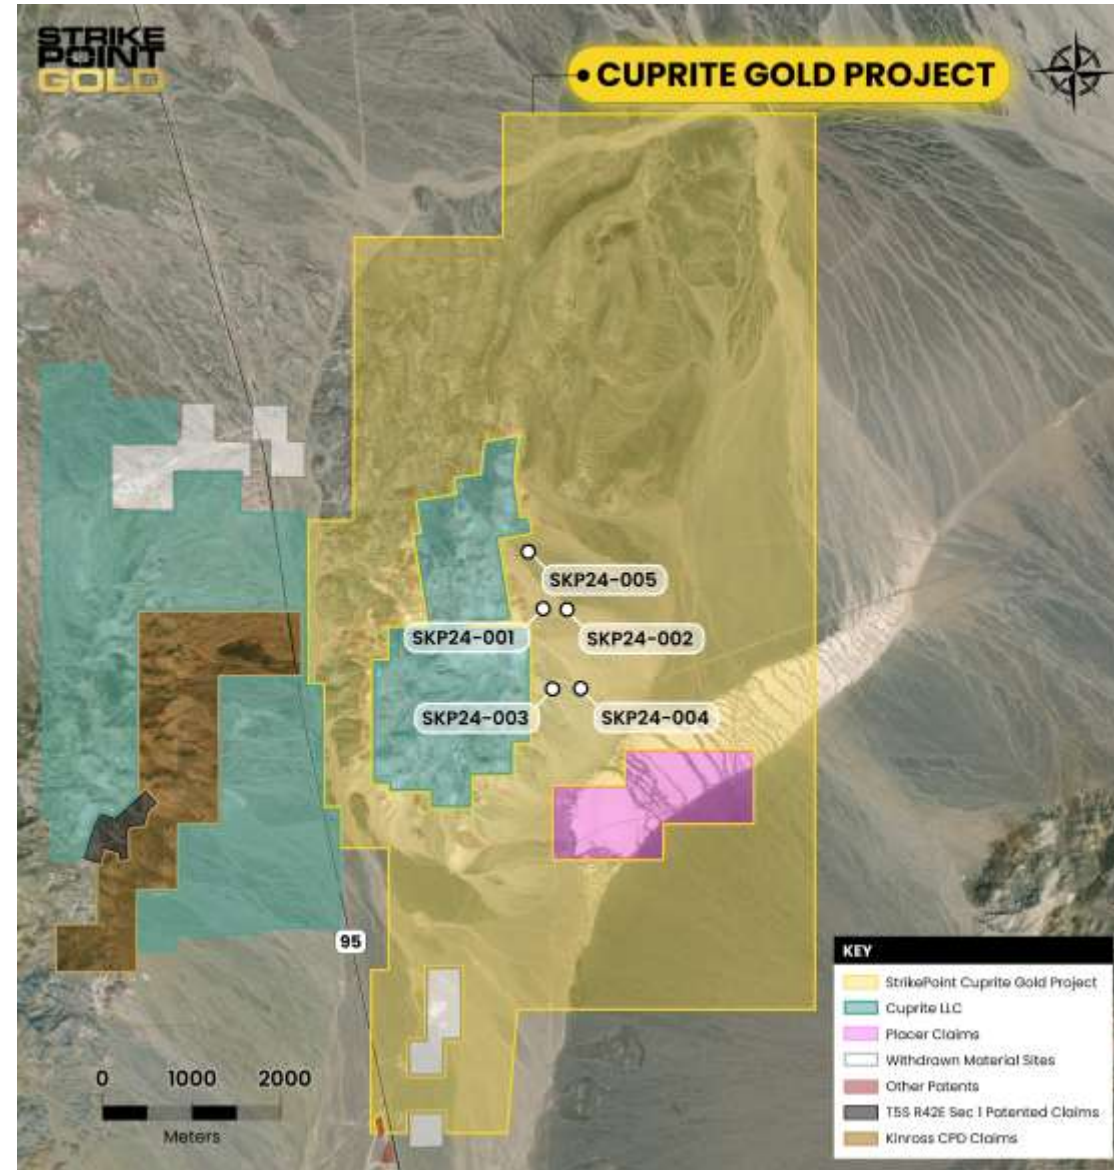 STRIKE
POINT
GOLD
• CUPRITE GOLD PROJECT
SKP24-005
SKP24-001
SKP24-002
SKP24-003
SKP24-004
95
KEY
StrikePoint Cuprite Gold Project
Cuprite LLC
Placer Claims
Withdrawn Material Sites
Other Patents
T5S R42E Sec 1 Patented Claims
Kinross CPD Claims
0 1000 2000
Meters